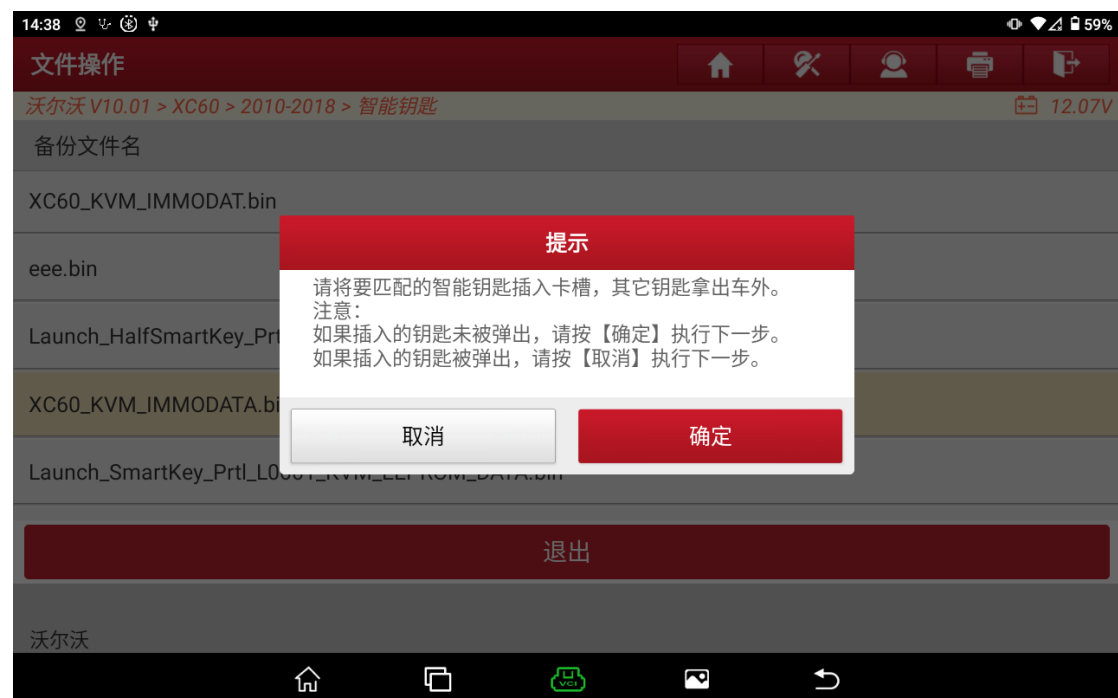 14:38
59%
文件操作
沃尔沃 V10.01 > XC60 > 2010-2018 > 智能钥匙
12.07V
备份文件名
XC60_KVM_IMMODAT.bin
提示
eee.bin
请将要匹配的智能钥匙插入卡槽，其它钥匙拿出车外。
注意：
Launch_HalfSmartKey_Prt
如果插入的钥匙未被弹出，请按【确定】执行下一步。
如果插入的钥匙被弹出，请按【取消】执行下一步。
XC60_KVM_IMMODATA.bi
取消
确定
Launch_SmartKey_Prtl_L0001_KVM_EEPROM_DATA.bin
退出
沃尔沃
VCI